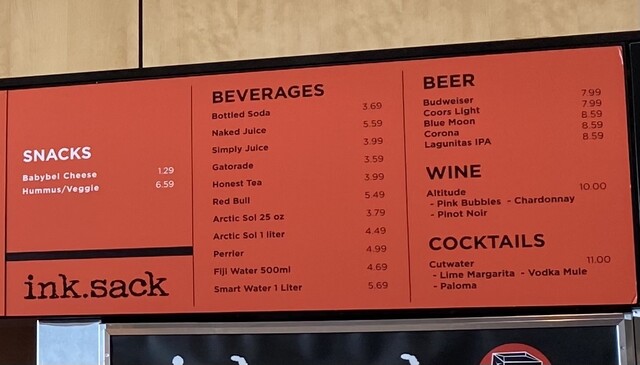 SNACKS
Babybel Cheese 1.29
Hummus/Veggie 6.59
ink.sack
BEVERAGES
Bottled Soda 3.69
Naked Juice 5.59
Simply Juice 3.99
Gatorade 3.59
Honest Tea 3.99
Red Bull 5.49
Arctic Sol 25 oz 3.79
Arctic Sol 1 liter 4.49
Perrier 4.99
Fiji Water 500ml 4.69
Smart Water 1 Liter 5.69
BEER
Budweiser 7.99
Coors Light 7.99
Blue Moon 8.59
Corona 8.59
Lagunitas IPA 8.59
WINE
Altitude 10.00
- Pink Bubbles - Chardonnay
- Pinot Noir
COCKTAILS
Cutwater 11.00
- Lime Margarita - Vodka Mule
- Paloma